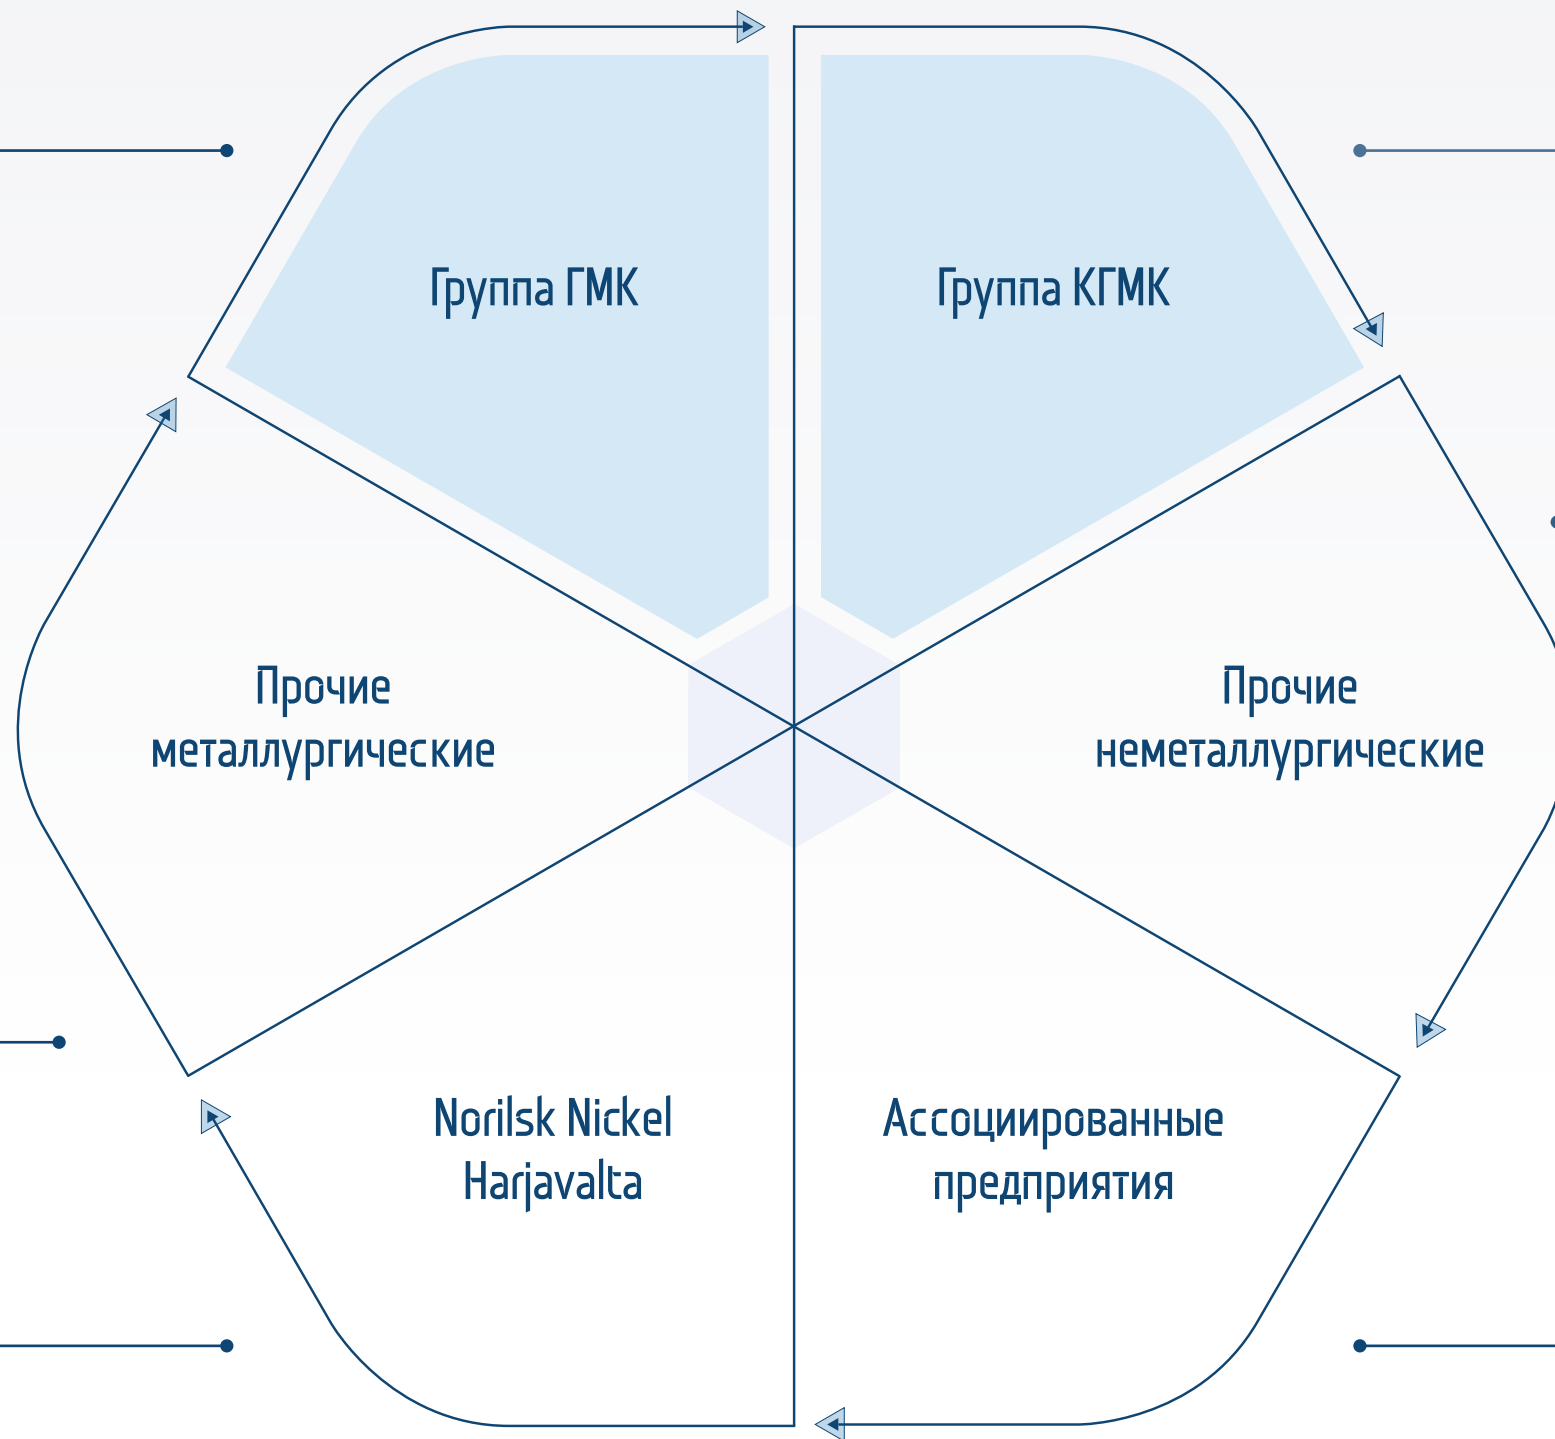 Группа ГМК
Группа КГМК
Прочие
металлургические
Прочие
неметаллургические
Norilsk Nickel
Harjavalta
Ассоциированные
предприятия